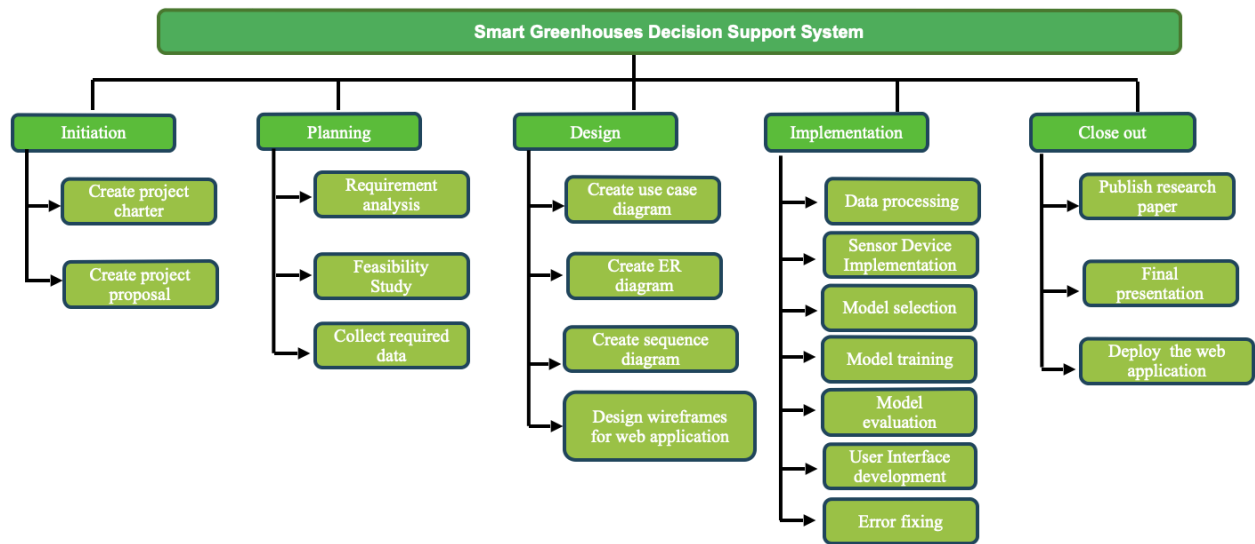 Smart Greenhouses Decision Support System
Initiation
Create project
charter
Create project
proposal
Planning
Requirement
analysis
Feasibility
Study
Collect required
data
Design
Create use case
diagram
Create ER
diagram
Create sequence
diagram
Design wireframes
for web application
Implementation
Data processing
Sensor Device
Implementation
Model selection
Model training
Model
evaluation
User Interface
development
Error fixing
Close out
Publish research
paper
Final
presentation
Deploy the web
application